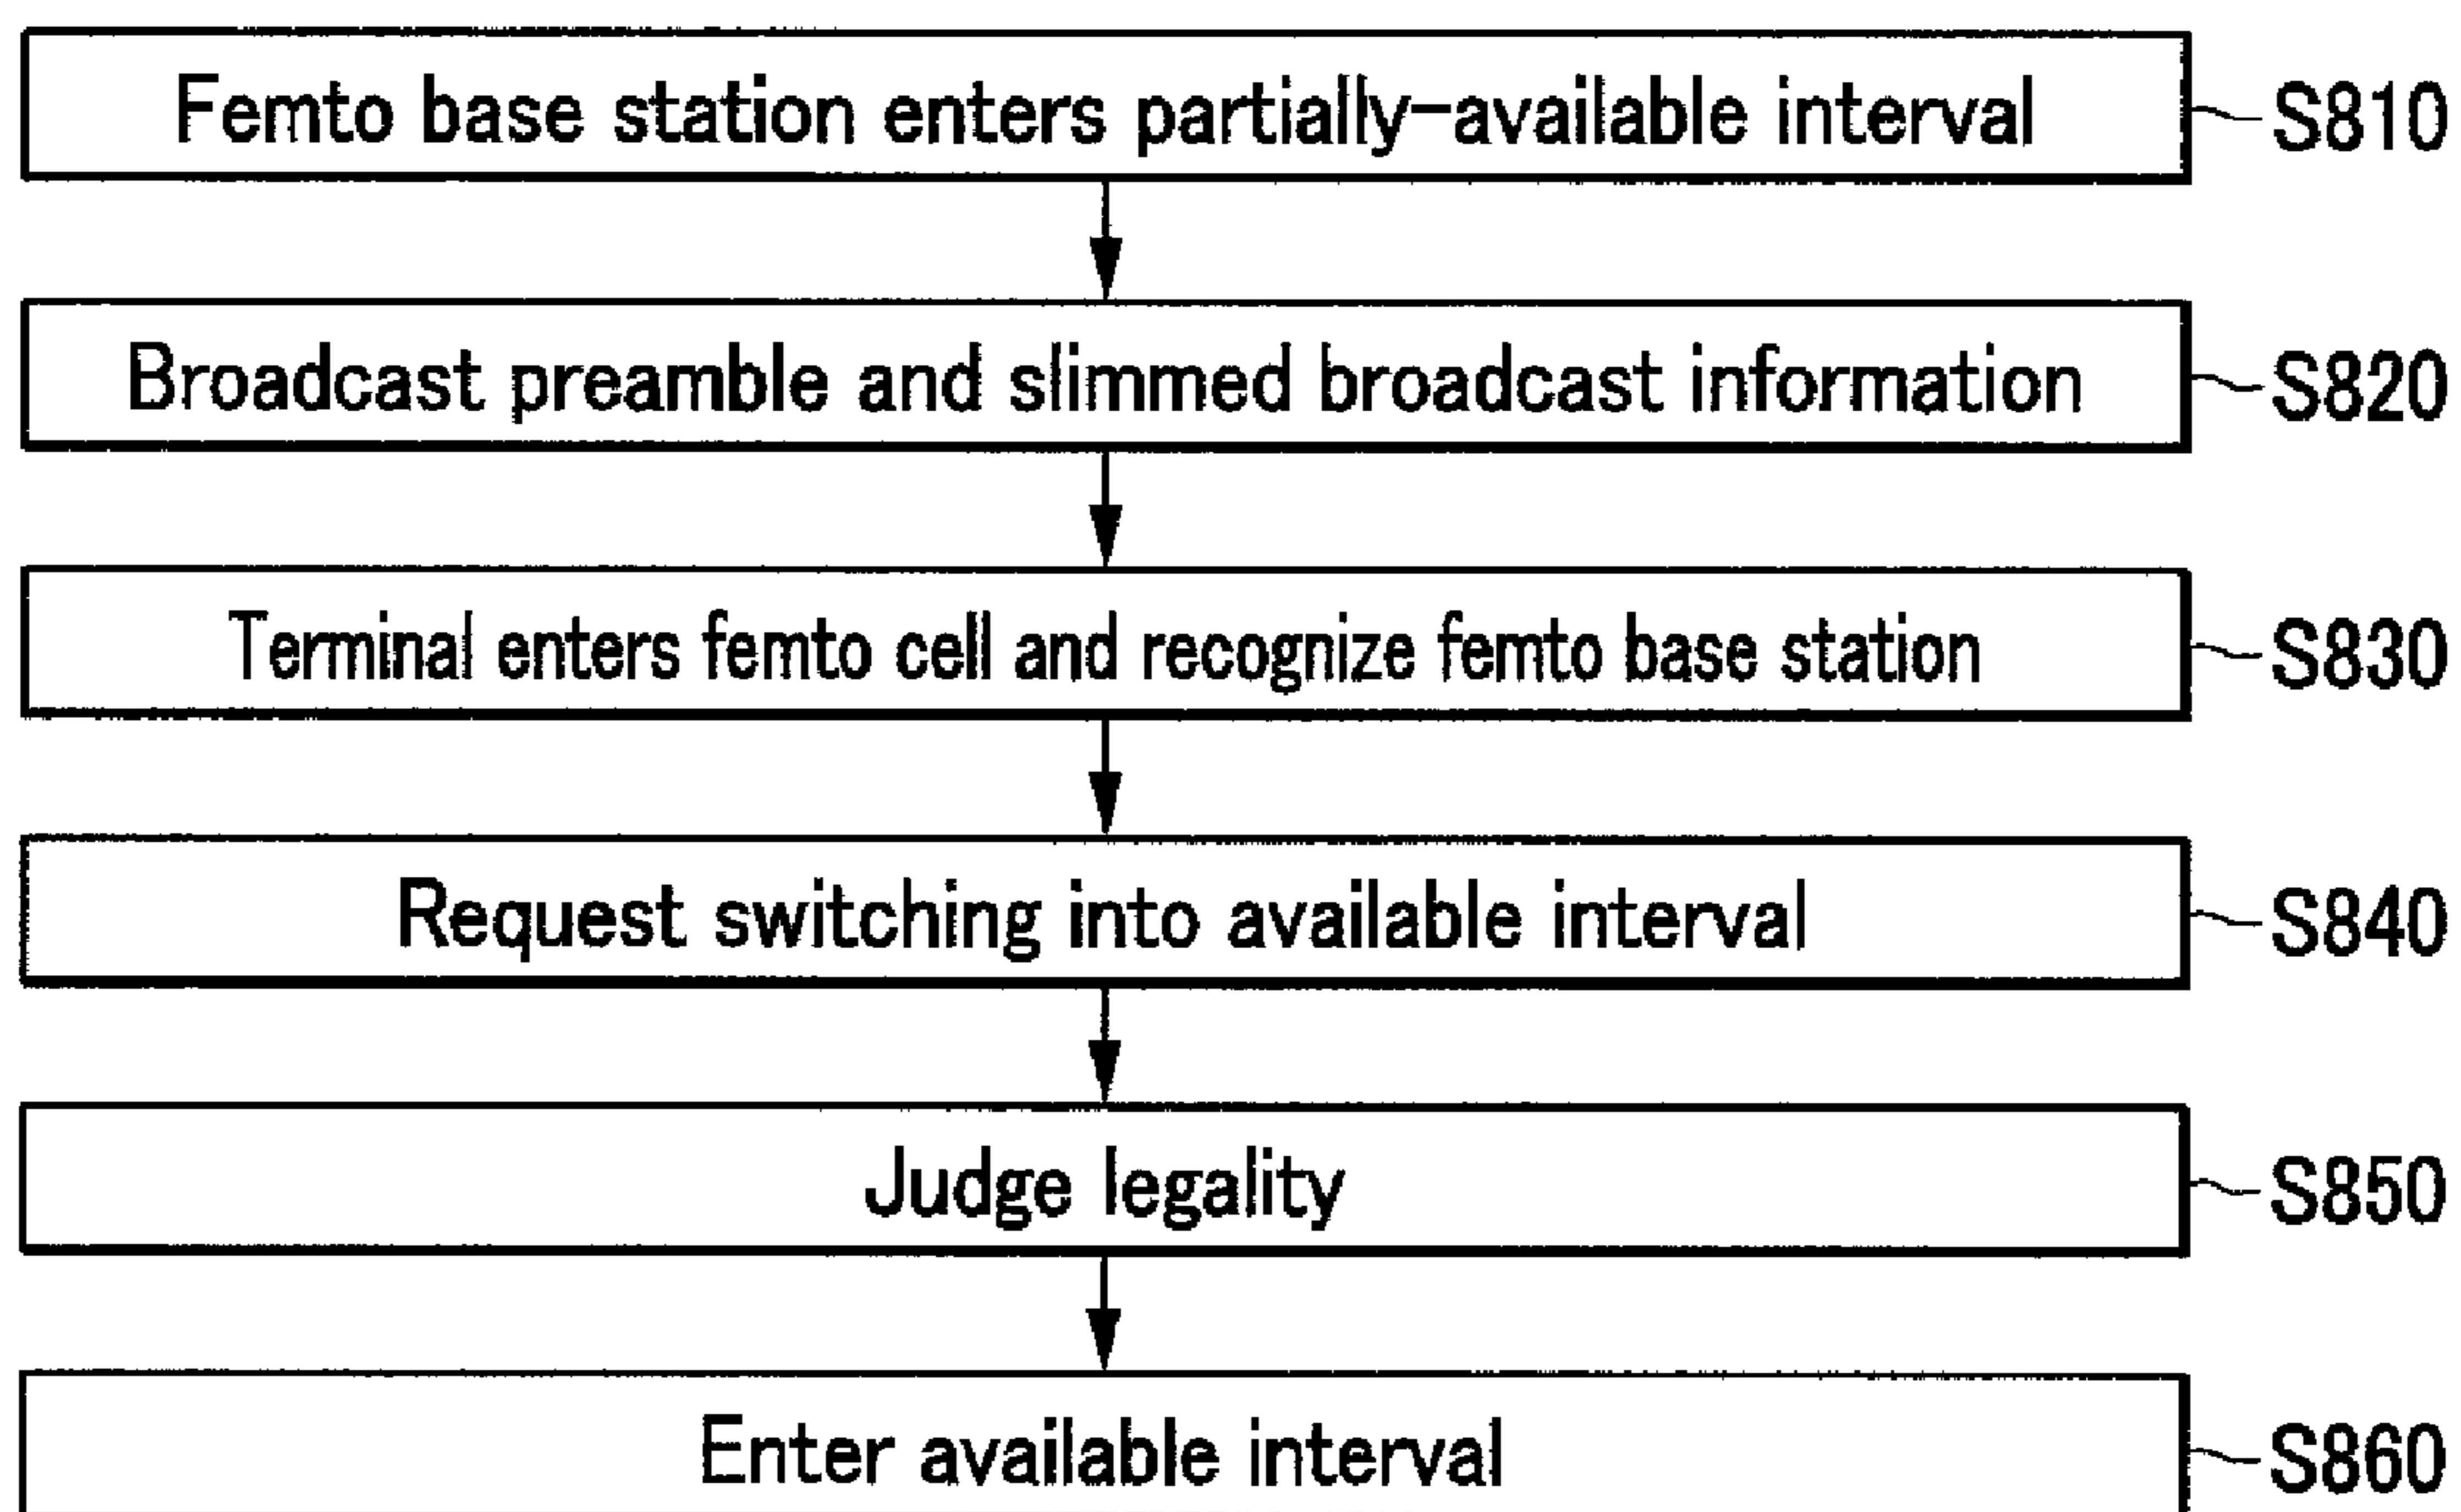 Femto base station enters partially-available interval S810
Broadcast preamble and slimmed broadcast information S820
Terminal enters femto cell and recognize femto base station S830
Request switching into available interval S840
Judge legality S850
Enter available interval S860